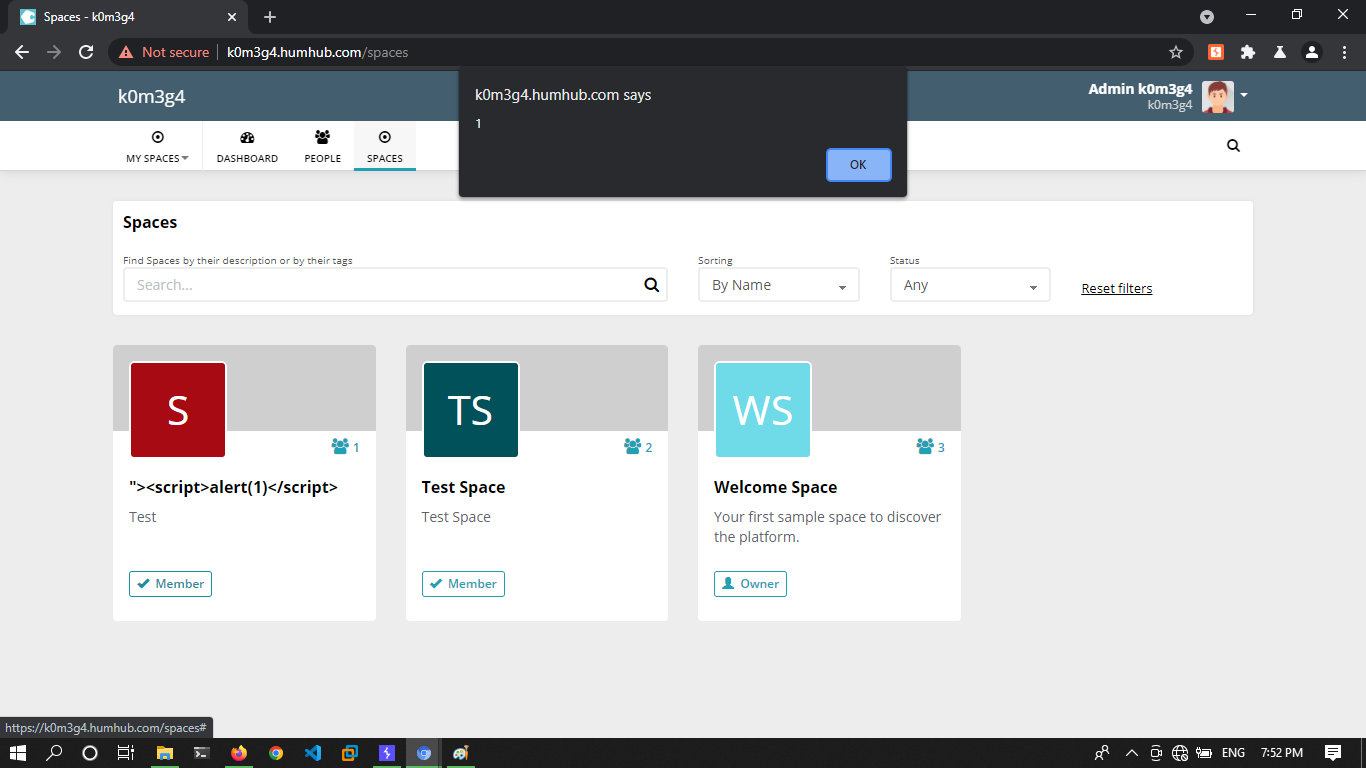 Spaces - k0m3g4
Not secure
k0m3g4.humhub.com/spaces
k0m3g4.humhub.com says
1
OK
k0m3g4
Admin k0m3g4
k0m3g4
MY SPACES
DASHBOARD
PEOPLE
SPACES
Spaces
Find Spaces by their description or by their tags
Search...
Sorting
By Name
Status
Any
Reset filters
S
1
"><script>alert(1)</script>
Test
Member
TS
2
Test Space
Test Space
Member
WS
3
Welcome Space
Your first sample space to discover
the platform.
Owner
https://k0m3g4.humhub.com/spaces#
ENG
7:52 PM